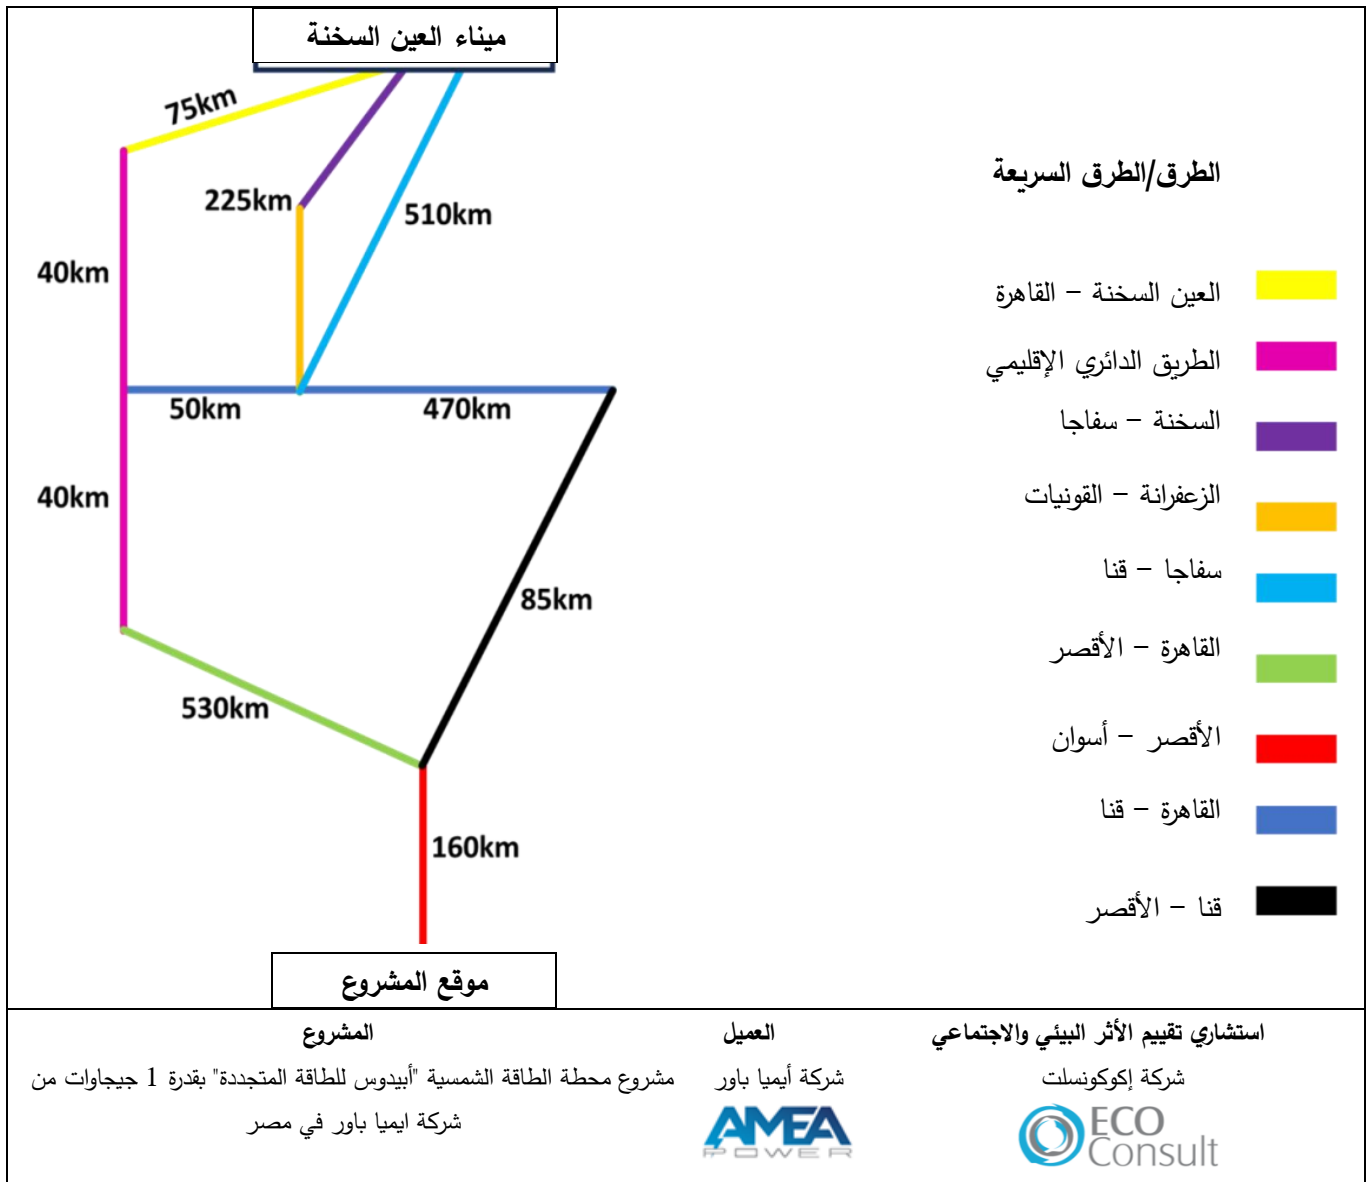 ميناء العين السخنة
75km
225km
510km
40km
50km
470km
40km
85km
530km
160km
موقع المشروع
الطرق/الطرق السريعة
العين السخنة – القاهرة
الطريق الدائري الإقليمي
السخنة – سفاجا
الزعفرانة – القونيات
سفاجا – قنا
القاهرة – الأقصر
الأقصر – أسوان
القاهرة – قنا
قنا – الأقصر
استشاري تقييم الأثر البيئي والاجتماعي
شركة إكوكونسلت
ECO
Consult
العميل
شركة أيميا باور
AMEA
POWER
المشروع
مشروع محطة الطاقة الشمسية "أبيدوس للطاقة المتجددة" بقدرة 1 جيجاوات من
شركة ايميا باور في مصر